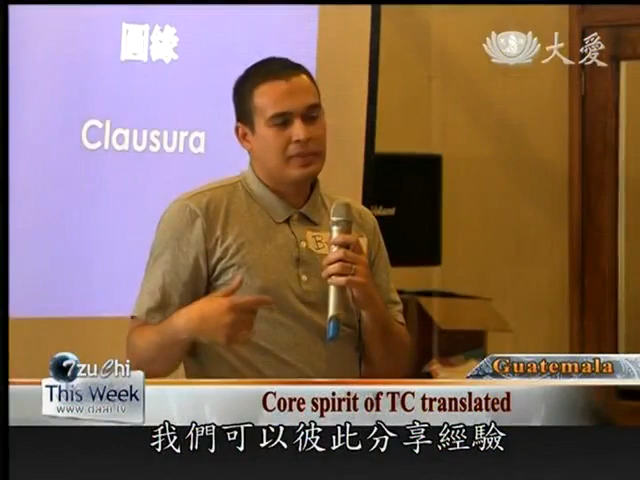 圓緣
Clausura
大愛
B
Tzu Chi
This Week
www.daai.tv
Guatemala
Core spirit of TC translated
我們可以彼此分享經驗